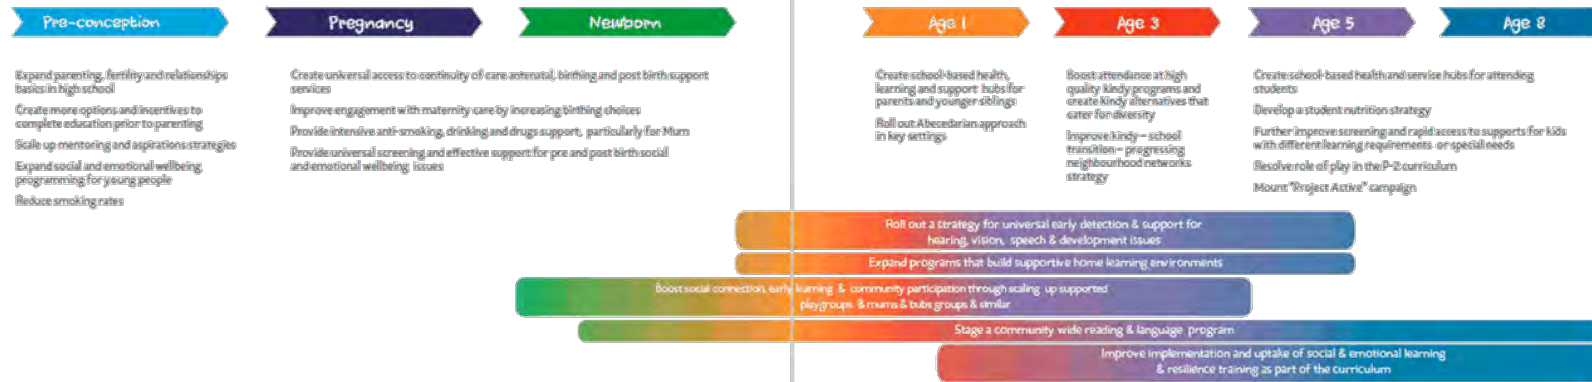 Pre-conception
Pregnancy
Newborn
Age 1
Age 3
Age 5
Age 8
Expand parenting, fertility and relationships
basics in high school
Create more options and incentives to
complete education prior to parenting
Scale up mentoring and aspirations strategies
Expand social and emotional wellbeing
programming for young people
Reduce smoking rates
Create universal access to continuity of care antenatal, birthing and post birth support
services
Improve engagement with maternity care by increasing birthing choices
Provide intensive anti-smoking, drinking and drugs support, particularly for Mum
Provide universal screening and effective support for pre and post birth social
and emotional wellbeing issues
Create school-based health,
learning and support hubs for
parents and younger siblings
Roll out Abecedarian approach
in key settings
Boost attendance at high
quality kindy programs and
create Kindy alternatives that
cater for diversity
Improve kindy – school
transition – progressing
neighbourhood networks
strategy
Create school-based health and service hubs for attending
students
Develop a student nutrition strategy
Further improve screening and rapid access to supports for kids
with different learning requirements or special needs
Resolve role of play in the P-2 curriculum
Mount "Project Active" campaign
Roll out a strategy for universal early detection & support for
hearing, vision, speech & development issues
Expand programs that build supportive home learning environments
Boost social connection, early learning & community participation through scaling up supported
playgroups & mums & bubs groups & similar
Stage a community wide reading & language program
Improve implementation and uptake of social & emotional learning
& resilience training as part of the curriculum